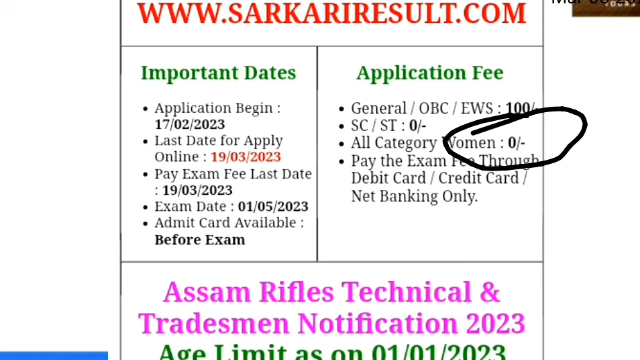 WWW.SARKARIRESULT.COM
Important Dates
Application Begin :
17/02/2023
Last Date for Apply
Online : 19/03/2023
Pay Exam Fee Last Date
: 19/03/2023
Exam Date : 01/05/2023
Admit Card Available :
Before Exam
Application Fee
General / OBC / EWS : 100/-
SC / ST : 0/-
All Category Women : 0/-
Pay the Exam Fee Through
Debit Card / Credit Card /
Net Banking Only.
Assam Rifles Technical &
Tradesmen Notification 2023
Age Limit as on 01/01/2023